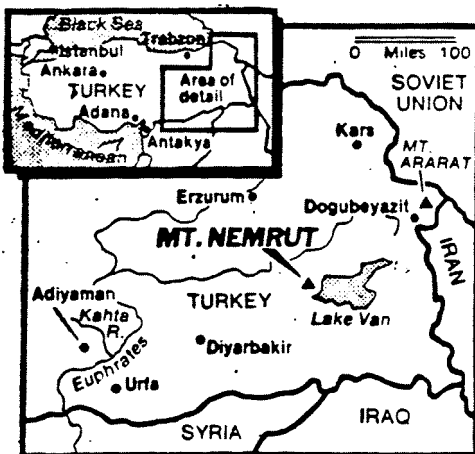 Black Sea
Istanbul
Trabzon
Ankara
TURKEY
Area of
detail
Adana
Mediterranean
Antakya
0 Miles 100
SOVIET
UNION
Kars
MT.
ARARAT
Erzurum
Dogubeyazit
MT. NEMRUT
IRAN
Adiyaman
Kahta
R.
TURKEY
Lake Van
Euphrates
Diyarbakir
Urfa
SYRIA
IRAQ